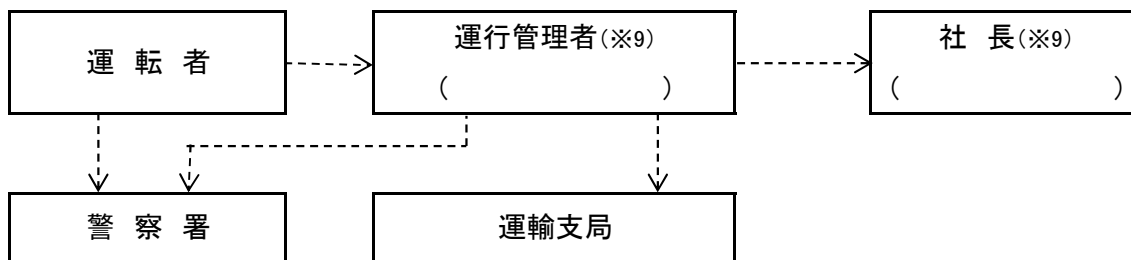 運 転 者
運行管理者(※9)
(　　　　　　　　)
社 長(※9)
(　　　　　　　　)
警 察 署
運輸支局